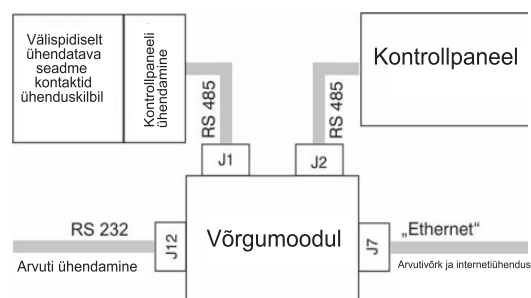 Välispidiselt
ühendatava
seadme
kontaktid
ühenduskilbil
Kontrollpaneeli
ühendamine
Kontrollpaneel
RS 485
RS 485
J1
J2
RS 232
J12
Võrgumoodul
J7
„Ethernet“
Arvuti ühendamine
Arvutivõrk ja internetiühendus